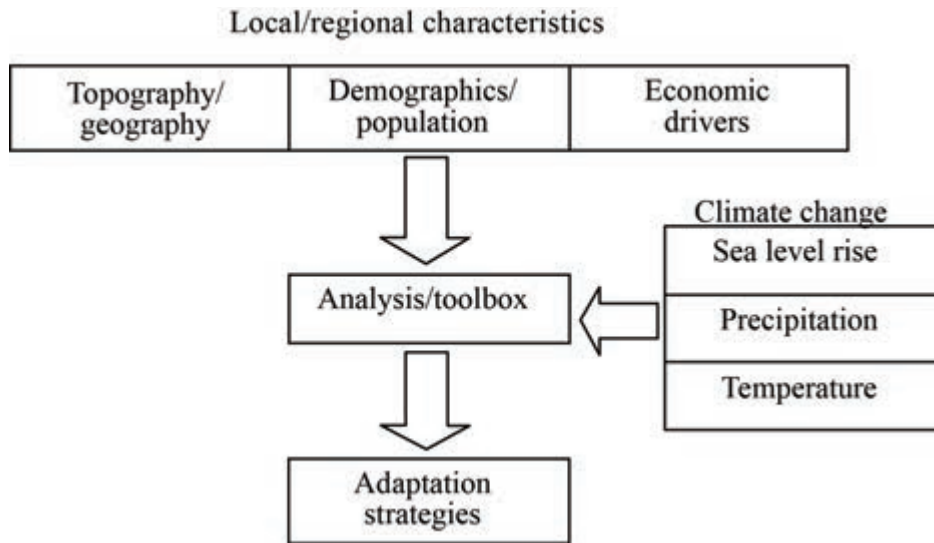 Local/regional characteristics
Topography/
geography
Demographics/
population
Economic
drivers
Climate change
Sea level rise
Analysis/toolbox
Precipitation
Temperature
Adaptation
strategies